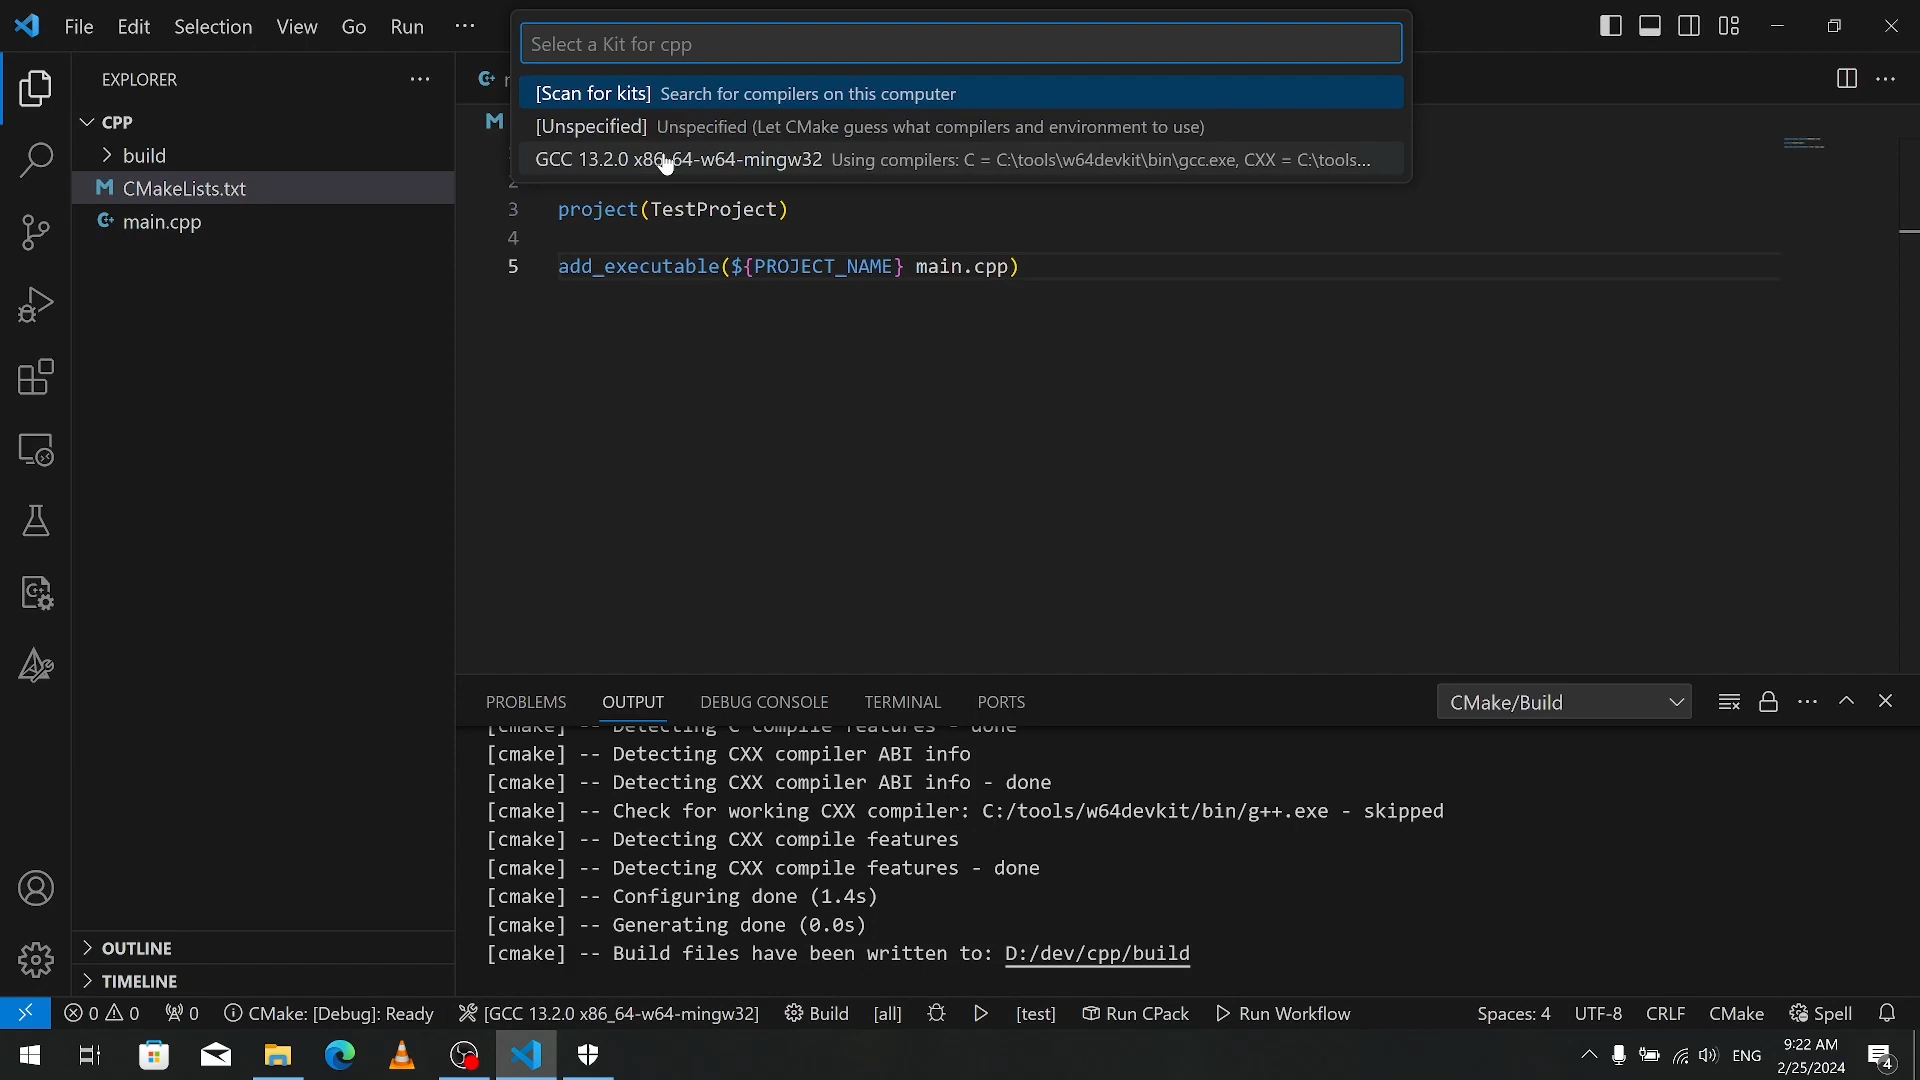 File Edit Selection View Go Run ···
Select a Kit for cpp
[Scan for kits] Search for compilers on this computer
[Unspecified] Unspecified (Let CMake guess what compilers and environment to use)
GCC 13.2.0 x86_64-w64-mingw32 Using compilers: C = C:\tools\w64devkit\bin\gcc.exe, CXX = C:\tools...
EXPLORER
CPP
build
CMakeLists.txt
main.cpp
2
3 project(TestProject)
4
5 add_executable(${PROJECT_NAME} main.cpp)
PROBLEMS OUTPUT DEBUG CONSOLE TERMINAL PORTS
CMake/Build
[cmake] -- Detecting C compile features - done
[cmake] -- Detecting CXX compiler ABI info
[cmake] -- Detecting CXX compiler ABI info - done
[cmake] -- Check for working CXX compiler: C:/tools/w64devkit/bin/g++.exe - skipped
[cmake] -- Detecting CXX compile features
[cmake] -- Detecting CXX compile features - done
[cmake] -- Configuring done (1.4s)
[cmake] -- Generating done (0.0s)
[cmake] -- Build files have been written to: D:/dev/cpp/build
OUTLINE
TIMELINE
0 0 0 CMake: [Debug]: Ready [GCC 13.2.0 x86_64-w64-mingw32] Build [all] [test] Run CPack Run Workflow Spaces: 4 UTF-8 CRLF CMake Spell
ENG
9:22 AM
2/25/2024
4